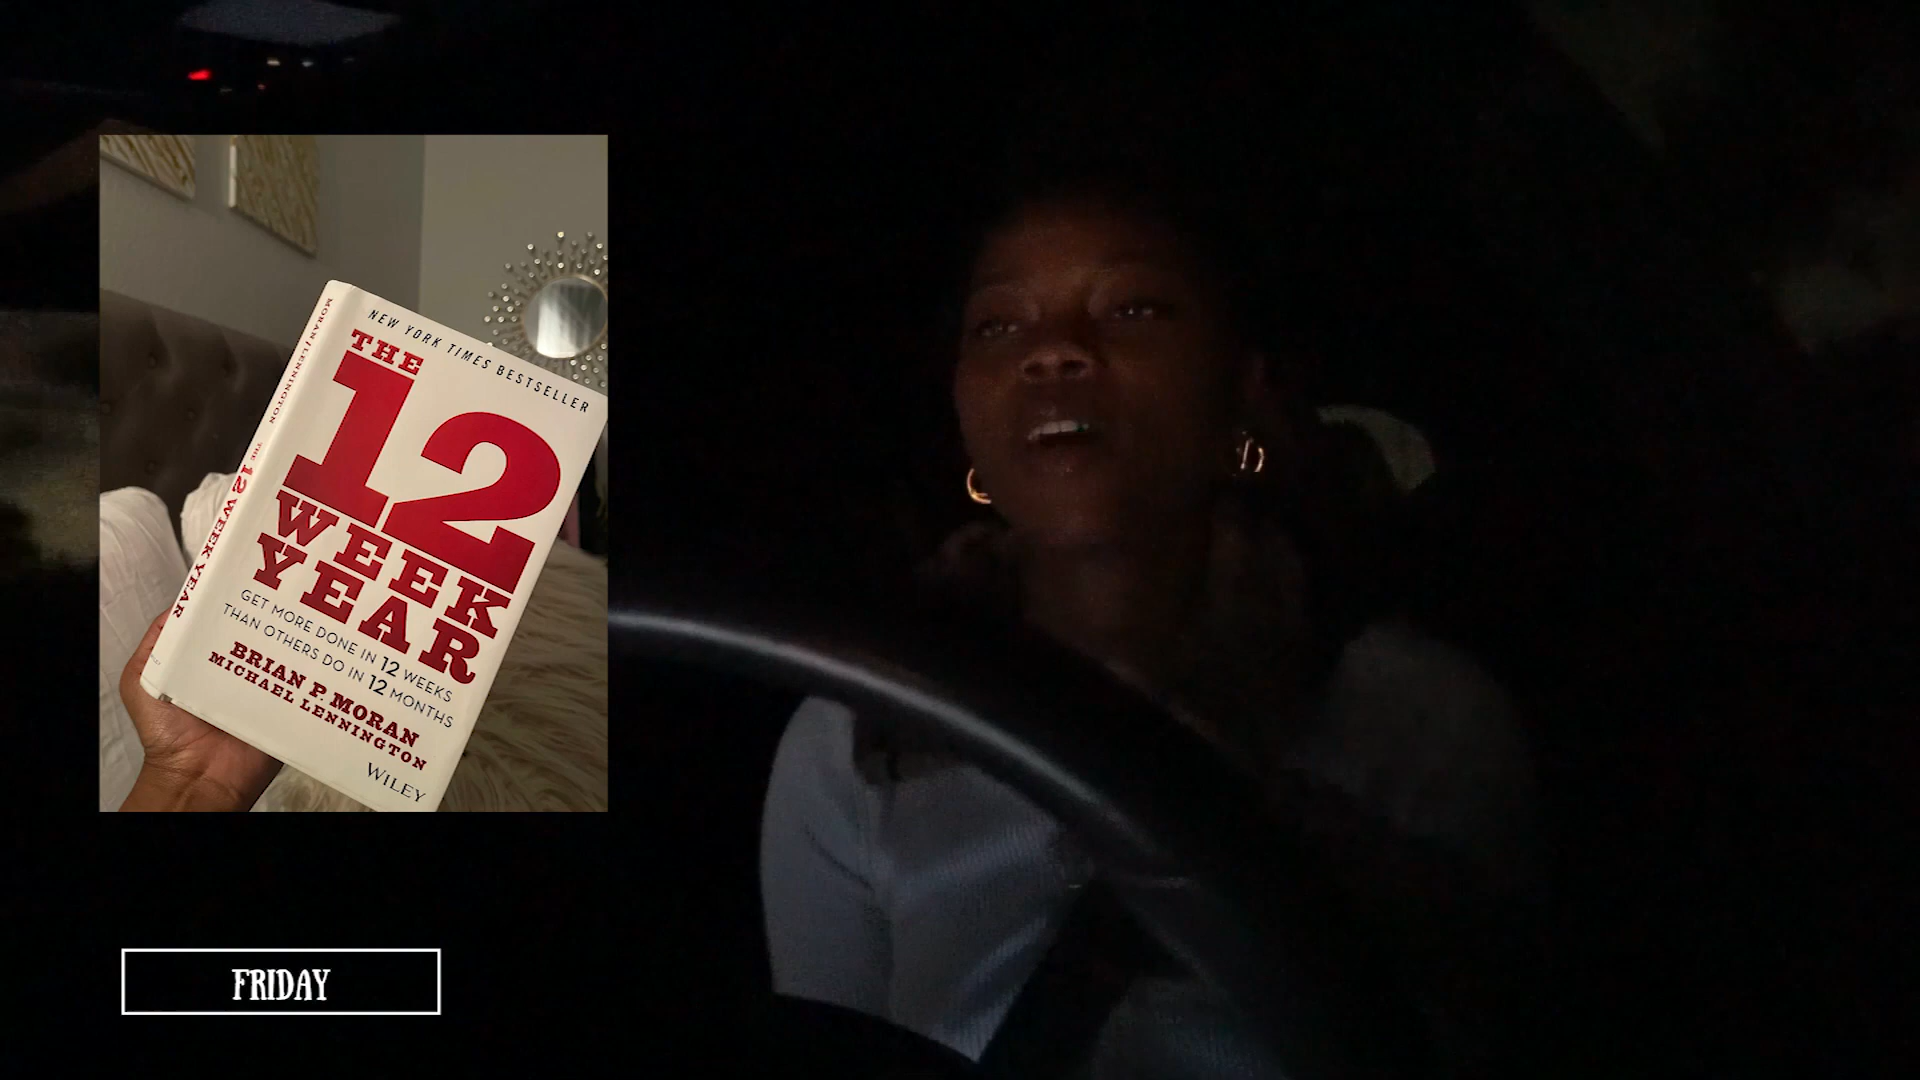 NEW YORK TIMES BESTSELLER
THE
12
WEEK
YEAR
GET MORE DONE IN 12 WEEKS
THAN OTHERS DO IN 12 MONTHS
BRIAN P. MORAN
MICHAEL LENNINGTON
WILEY
MORAN/LENNINGTON
THE 12 WEEK YEAR
FRIDAY